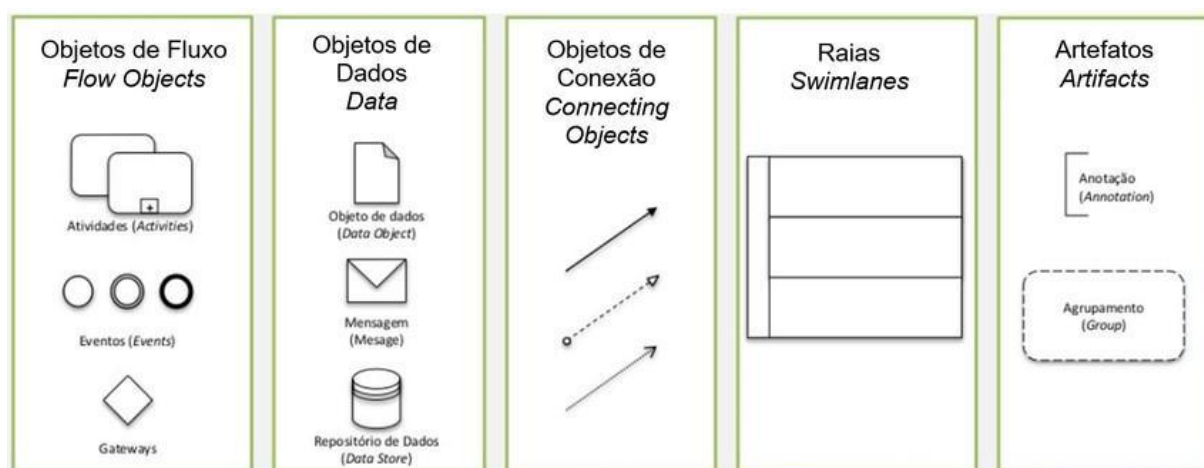 Objetos de Fluxo
Flow Objects
Atividades (Activities)
+
Eventos (Events)
Gateways
Objetos de
Dados
Data
Objeto de dados
(Data Object)
Mensagem
(Mesage)
Repositório de Dados
(Data Store)
Objetos de
Conexão
Connecting
Objects
Raias
Swimlanes
Artefatos
Artifacts
Anotação
(Annotation)
Agrupamento
(Group)